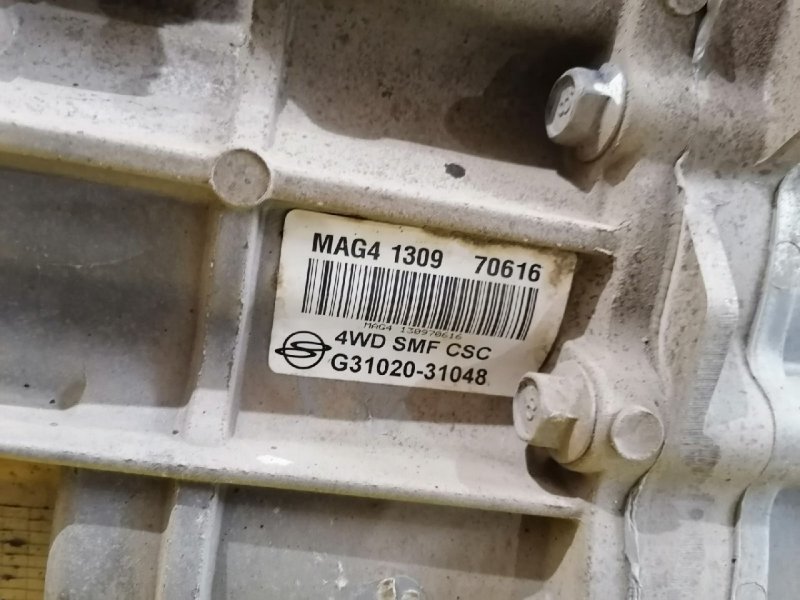 MAG4 1309 70616
MAG4 130970616
4WD SMF CSC
G31020-31048